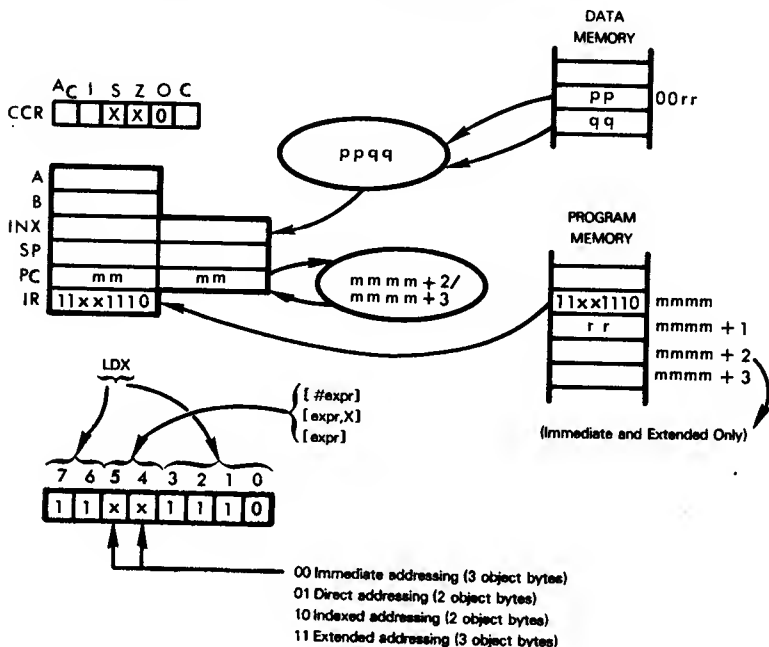 DATA
MEMORY
AC I S Z O C
CCR X X 0
pp 00rr
qq
ppqq
A
B
INX
SP
PC mm mm
IR 11xx1110
mmmm + 2/
mmmm + 3
PROGRAM
MEMORY
11xx1110 mmmm
rr mmmm + 1
mmmm + 2
mmmm + 3
(Immediate and Extended Only)
LDX
[ #expr]
[expr,X]
[expr]
7 6 5 4 3 2 1 0
1 1 x x 1 1 1 0
00 Immediate addressing (3 object bytes)
01 Direct addressing (2 object bytes)
10 Indexed addressing (2 object bytes)
11 Extended addressing (3 object bytes)